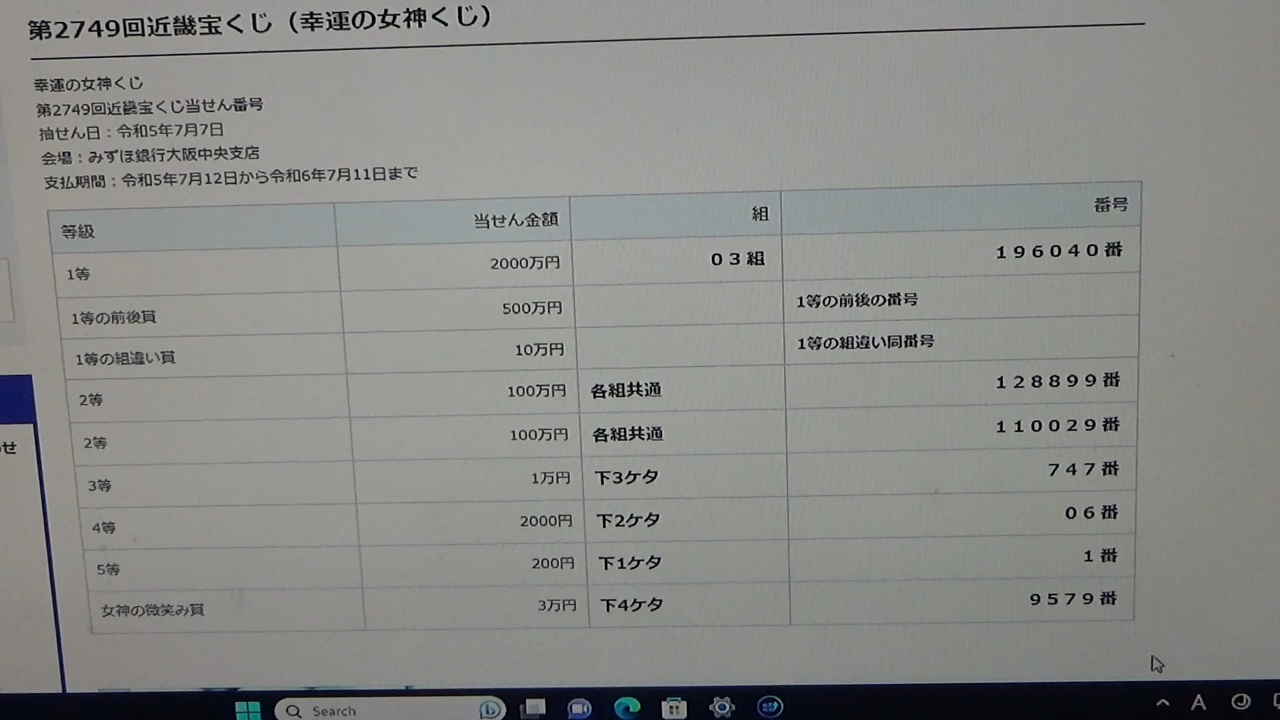 第2749回近畿宝くじ（幸運の女神くじ）
幸運の女神くじ
第2749回近畿宝くじ当せん番号
抽せん日：令和5年7月7日
会場：みずほ銀行大阪中央支店
支払期間：令和5年7月12日から令和6年7月11日まで
等級 当せん金額 組 番号
1等 2000万円 03組 196040番
1等の前後賞 500万円 1等の前後の番号
1等の組違い賞 10万円 1等の組違い同番号
2等 100万円 各組共通 128899番
2等 100万円 各組共通 110029番
3等 1万円 下3ケタ 747番
4等 2000円 下2ケタ 06番
5等 200円 下1ケタ 1番
女神の微笑み賞 3万円 下4ケタ 9579番
せ
Search
A